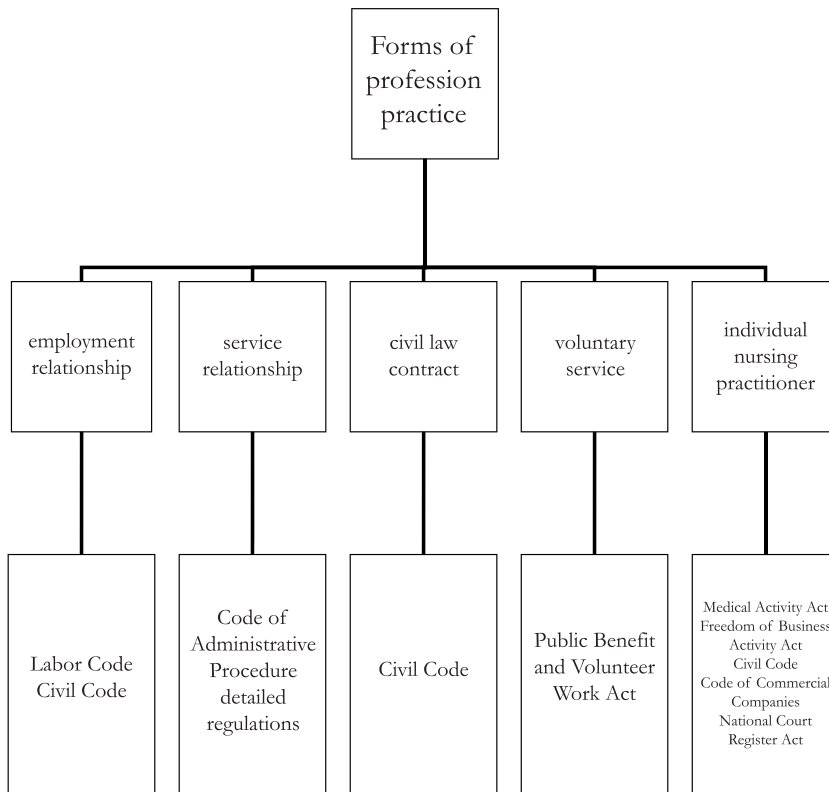 Forms of
profession
practice
employment
relationship
service
relationship
civil law
contract
voluntary
service
individual
nursing
practitioner
Labor Code
Civil Code
Code of
Administrative
Procedure
detailed
regulations
Civil Code
Public Benefit
and Volunteer
Work Act
Medical Activity Act
Freedom of Business
Activity Act
Civil Code
Code of Commercial
Companies
National Court
Register Act